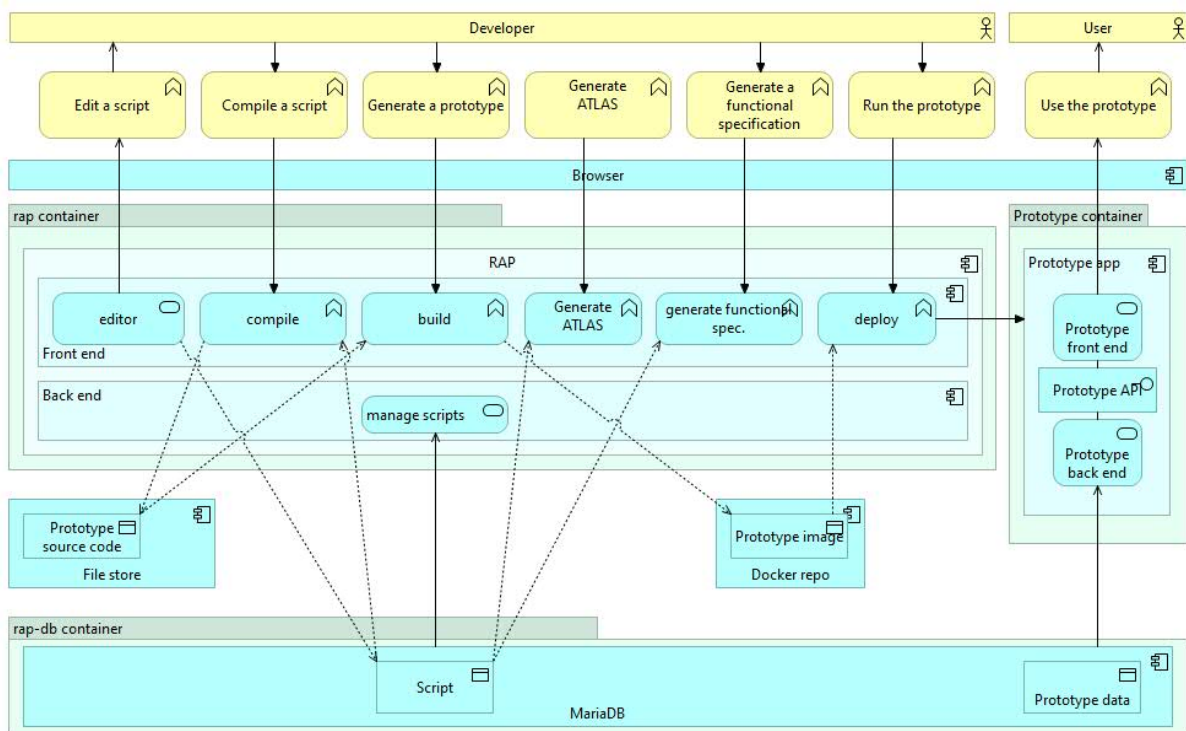 Developer
User
Edit a script
Compile a script
Generate a prototype
Generate
ATLAS
Generate a
functional
specification
Run the prototype
Use the prototype
Browser
rap container
Prototype container
RAP
Prototype app
editor
compile
build
Generate
ATLAS
generate functional
spec.
deploy
Front end
Prototype
front end
Back end
manage scripts
Prototype API
Prototype
back end
Prototype
source code
File store
Prototype image
Docker repo
rap-db container
Script
Prototype data
MariaDB